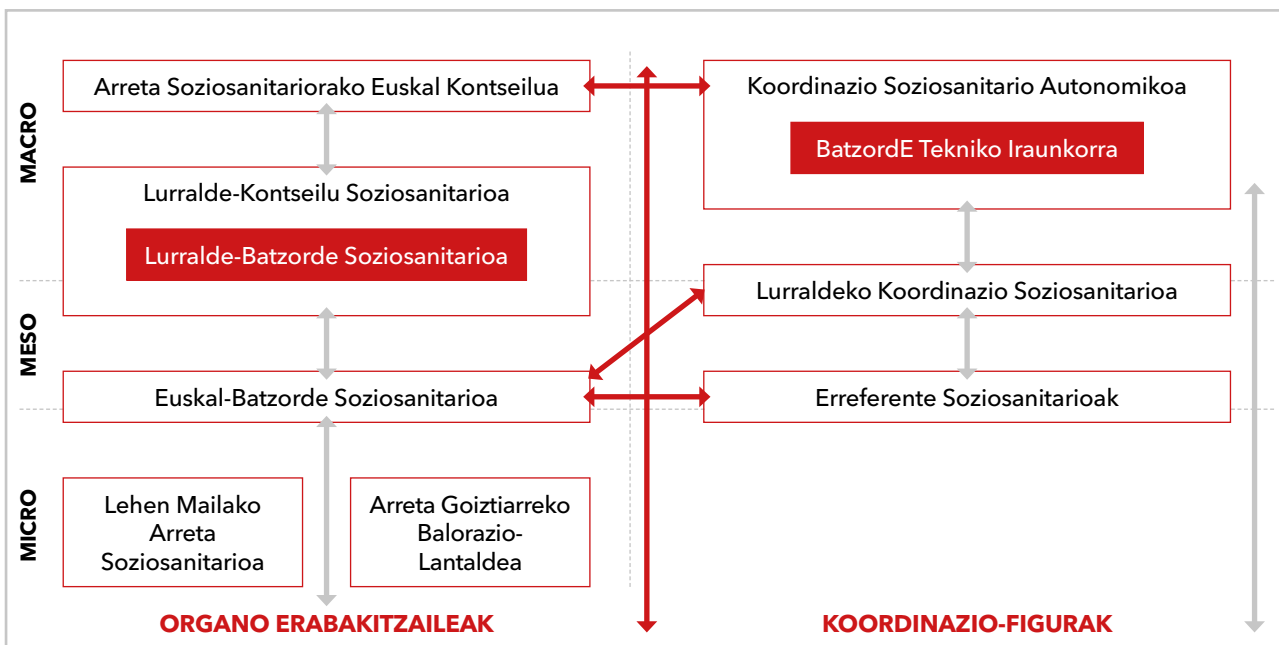 MACRO
Arreta Soziosanitariorako Euskal Kontseilua
Lurralde-Kontseilu Soziosanitarioa
Lurralde-Batzorde Soziosanitarioa
Koordinazio Soziosanitario Autonomikoa
BatzordE Tekniko Iraunkorra
MESO
Lurraldeko Koordinazio Soziosanitarioa
Euskal-Batzorde Soziosanitarioa
Erreferente Soziosanitarioak
MICRO
Lehen Mailako
Arreta
Soziosanitarioa
Arreta Goiztiarreko
Balorazio-
Lantaldea
ORGANO ERABAKITZAILEAK
KOORDINAZIO-FIGURAK